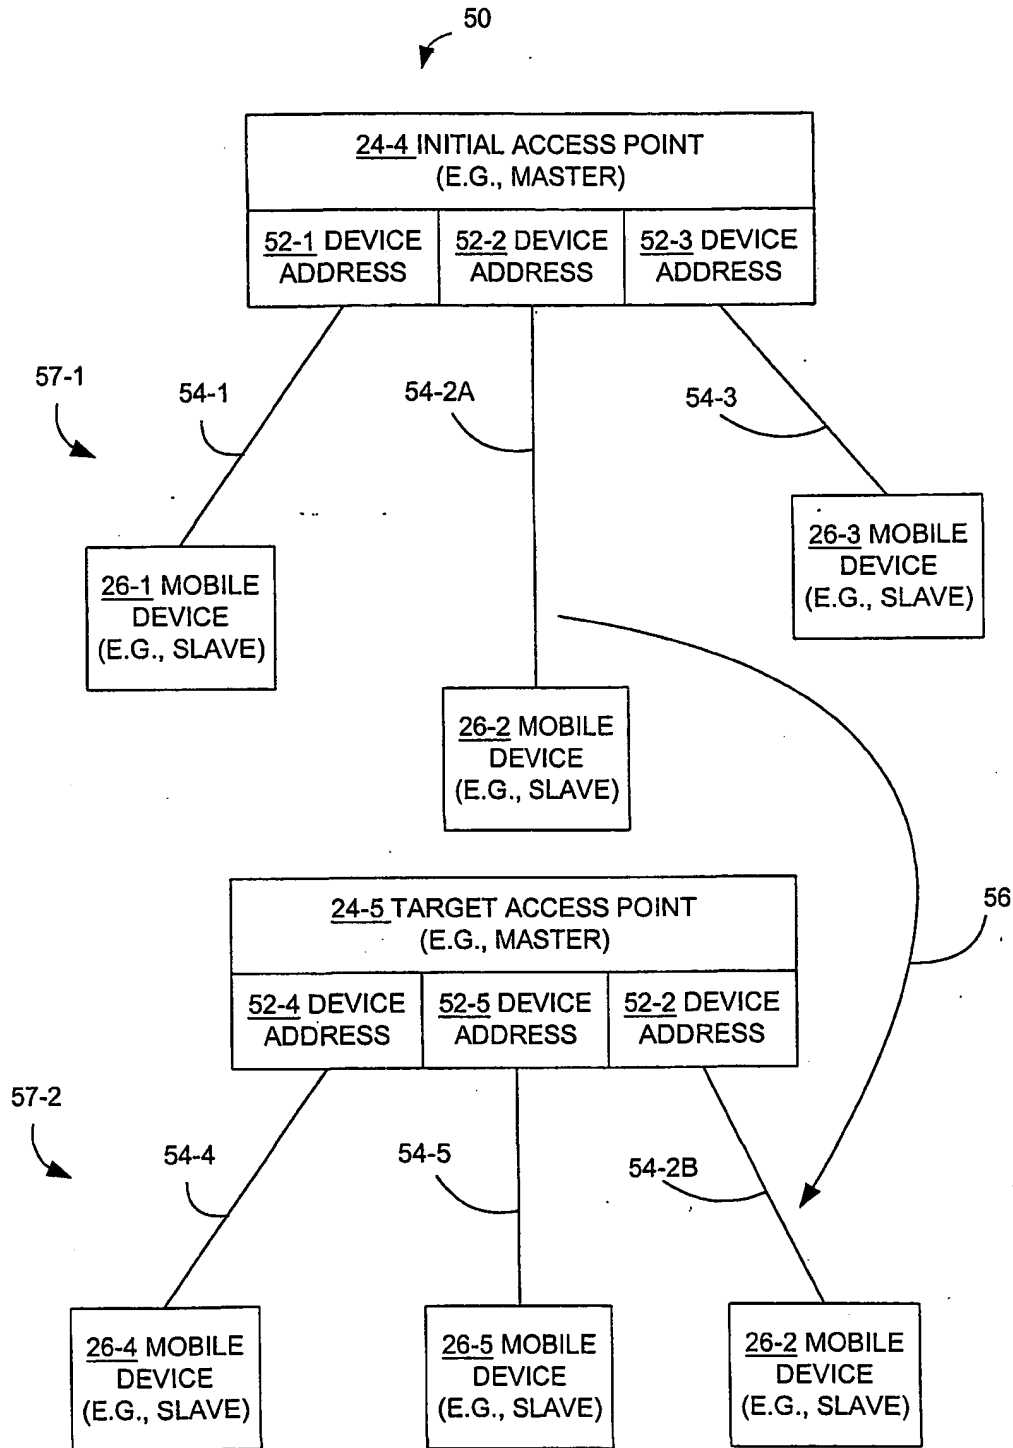 50
24-4 INITIAL ACCESS POINT
(E.G., MASTER)
52-1 DEVICE
ADDRESS
52-2 DEVICE
ADDRESS
52-3 DEVICE
ADDRESS
57-1
54-1
54-2A
54-3
26-1 MOBILE
DEVICE
(E.G., SLAVE)
26-3 MOBILE
DEVICE
(E.G., SLAVE)
26-2 MOBILE
DEVICE
(E.G., SLAVE)
24-5 TARGET ACCESS POINT
(E.G., MASTER)
56
52-4 DEVICE
ADDRESS
52-5 DEVICE
ADDRESS
52-2 DEVICE
ADDRESS
57-2
54-4
54-5
54-2B
26-4 MOBILE
DEVICE
(E.G., SLAVE)
26-5 MOBILE
DEVICE
(E.G., SLAVE)
26-2 MOBILE
DEVICE
(E.G., SLAVE)